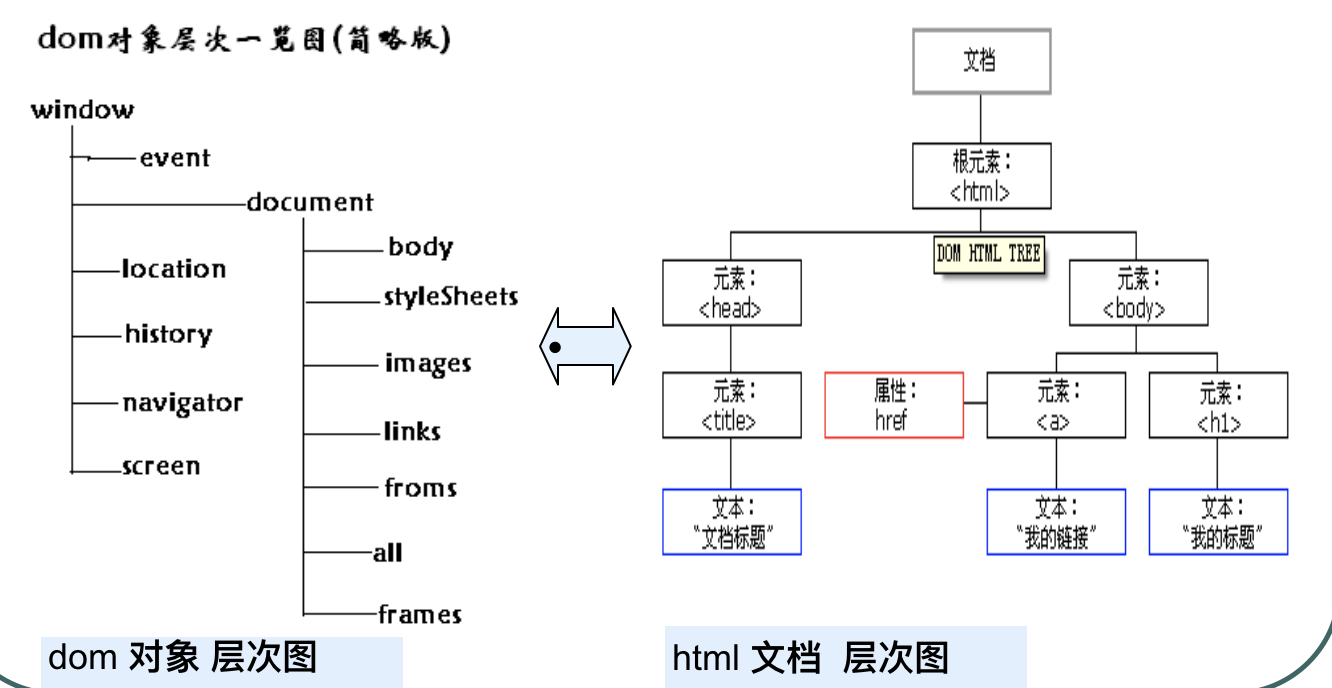 dom对象层次一览图(简略版)
window
event
document
body
location
styleSheets
history
images
navigator
links
screen
froms
all
frames
dom 对象 层次图
文档
根元素：
<html>
DOM HTML TREE
元素：
<head>
元素：
<body>
元素：
<title>
属性：
href
元素：
<a>
元素：
<h1>
文本：
“文档标题”
文本：
“我的链接”
文本：
“我的标题”
html 文档 层次图